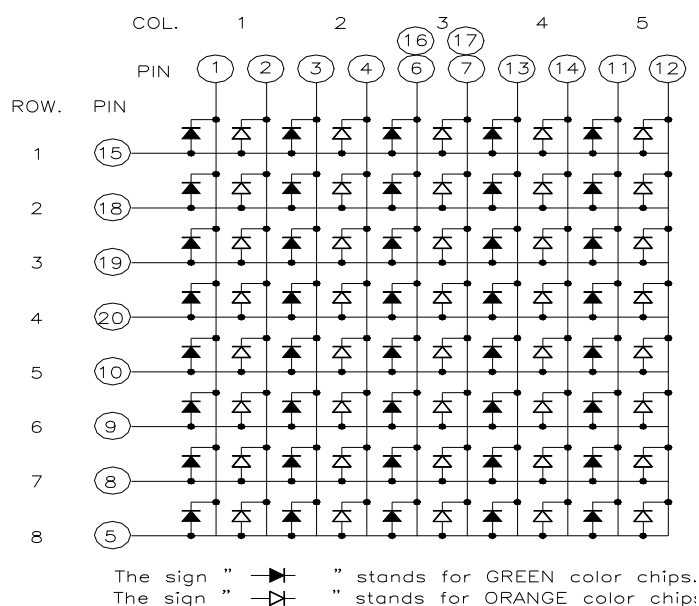 COL. 1 2 3 4 5
16 17
PIN 1 2 3 4 6 7 13 14 11 12
ROW. PIN
1 15
2 18
3 19
4 20
5 10
6 9
7 8
8 5
The sign " " stands for GREEN color chips.
The sign " " stands for ORANGE color chips